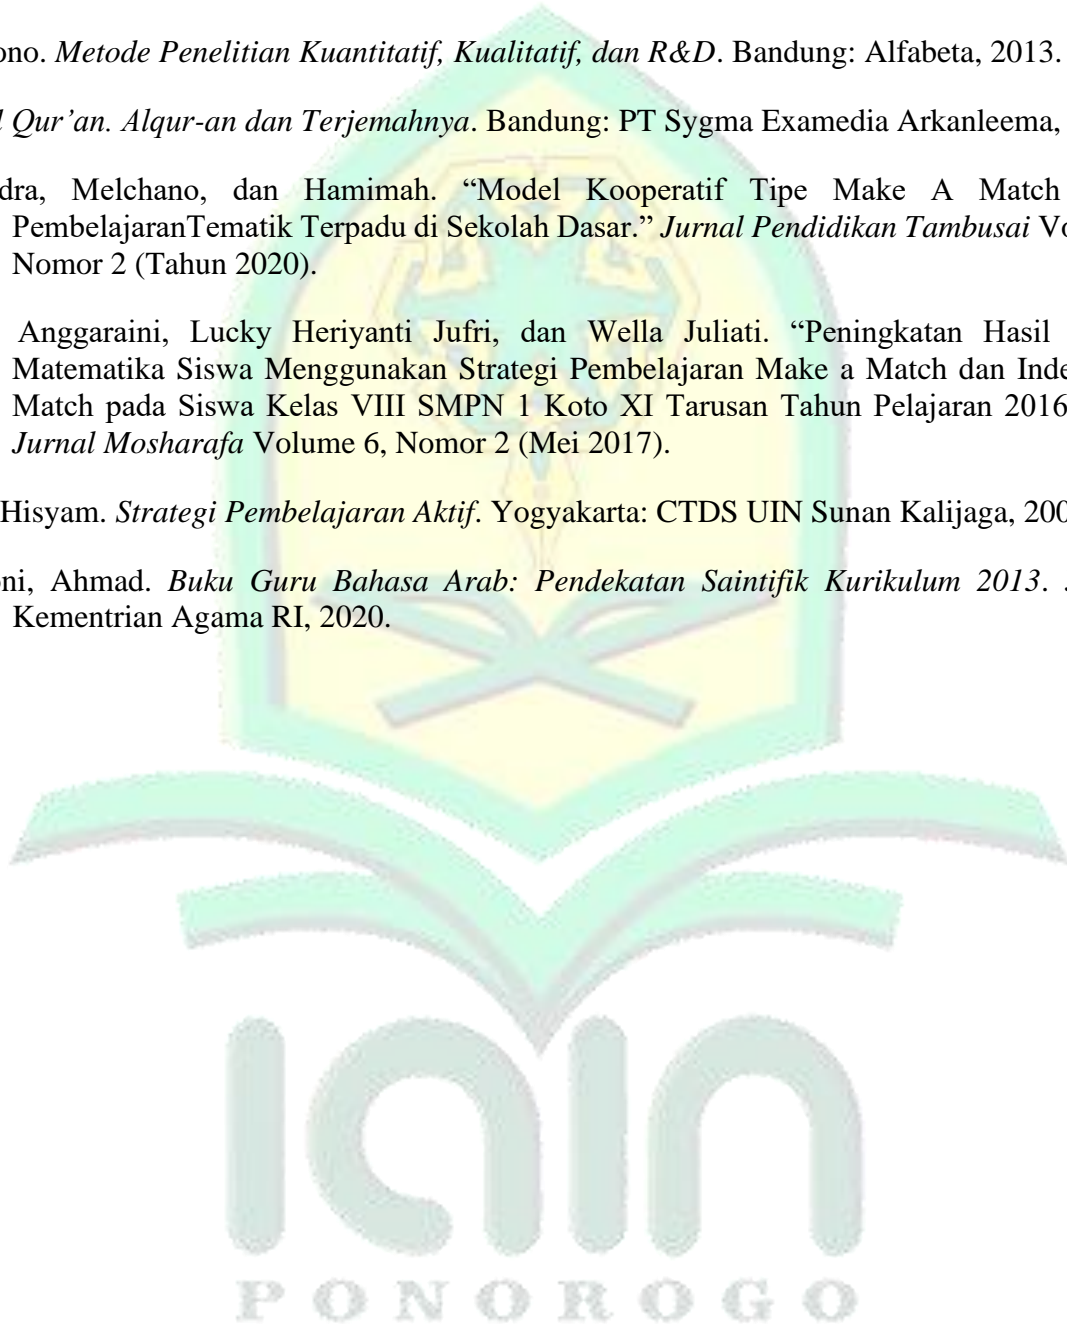 ono. Metode Penelitian Kuantitatif, Kualitatif, dan R&D. Bandung: Alfabeta, 2013.
Qur’an. Alqur-an dan Terjemahnya. Bandung: PT Sygma Examedia Arkanleema,
dra, Melchano, dan Hamimah. “Model Kooperatif Tipe Make A Match
PembelajaranTematik Terpadu di Sekolah Dasar.” Jurnal Pendidikan Tambusai Vo
Nomor 2 (Tahun 2020).
Anggaraini, Lucky Heriyanti Jufri, dan Wella Juliati. “Peningkatan Hasil
Matematika Siswa Menggunakan Strategi Pembelajaran Make a Match dan Inde
Match pada Siswa Kelas VIII SMPN 1 Koto XI Tarusan Tahun Pelajaran 2016
Jurnal Mosharafa Volume 6, Nomor 2 (Mei 2017).
Hisyam. Strategi Pembelajaran Aktif. Yogyakarta: CTDS UIN Sunan Kalijaga, 200
oni, Ahmad. Buku Guru Bahasa Arab: Pendekatan Saintifik Kurikulum 2013.
Kementrian Agama RI, 2020.
iain
PONOROGO